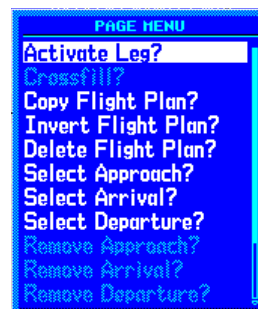 PAGE MENU
Activate Leg?
Crossfill?
Copy Flight Plan?
Invert Flight Plan?
Delete Flight Plan?
Select Approach?
Select Arrival?
Select Departure?
Remove Approach?
Remove Arrival?
Remove Departure?